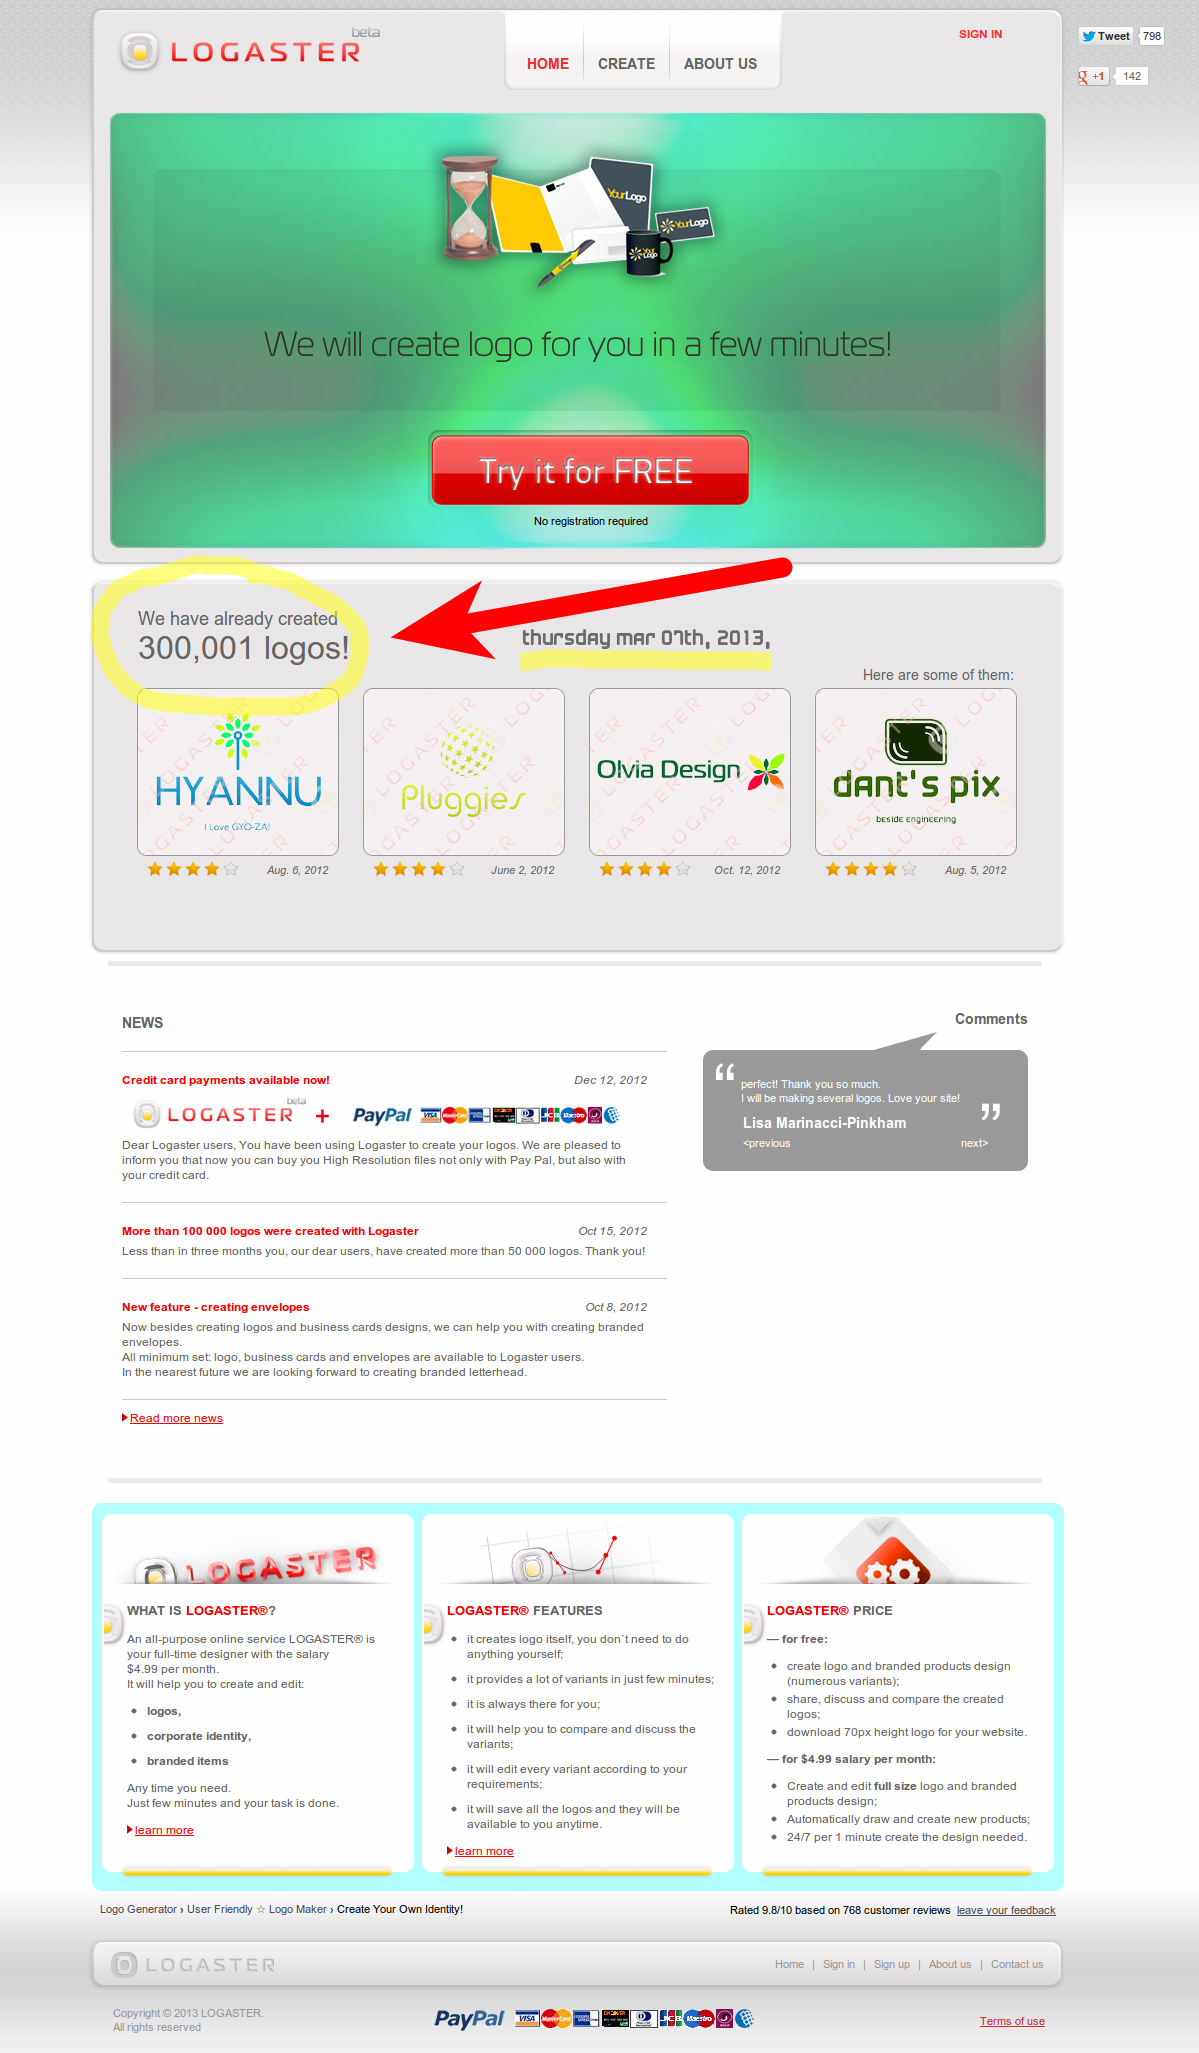 LOGASTER beta
HOME
CREATE
ABOUT US
SIGN IN
Tweet 798
+1 142
YourLogo
YourLogo
Your
Logo
We will create logo for you in a few minutes!
Try it for FREE
No registration required
We have already created
300,001 logos!
thursday mar 07th, 2013,
Here are some of them:
HYANNU
I Love GYO-ZA!
Pluggies
Olvia Design
dant's pix
beside engineering
Aug. 6, 2012
June 2, 2012
Oct. 12, 2012
Aug. 5, 2012
NEWS
Credit card payments available now! Dec 12, 2012
LOGASTER beta + PayPal VISA MasterCard JCB Maestro
Dear Logaster users, You have been using Logaster to create your logos. We are pleased to
inform you that now you can buy you High Resolution files not only with Pay Pal, but also with
your credit card.
More than 100 000 logos were created with Logaster Oct 15, 2012
Less than in three months you, our dear users, have created more than 50 000 logos. Thank you!
New feature - creating envelopes Oct 8, 2012
Now besides creating logos and business cards designs, we can help you with creating branded
envelopes.
All minimum set: logo, business cards and envelopes are available to Logaster users.
In the nearest future we are looking forward to creating branded letterhead.
Read more news
Comments
“ perfect! Thank you so much.
I will be making several logos. Love your site! ”
Lisa Marinacci-Pinkham
<previous next>
LOGASTER
WHAT IS LOGASTER®?
An all-purpose online service LOGASTER® is
your full-time designer with the salary
$4.99 per month.
It will help you to create and edit:
• logos,
• corporate identity,
• branded items
Any time you need.
Just few minutes and your task is done.
learn more
LOGASTER® FEATURES
• it creates logo itself, you don`t need to do
anything yourself;
• it provides a lot of variants in just few minutes;
• it is always there for you;
• it will help you to compare and discuss the
variants;
• it will edit every variant according to your
requirements;
• it will save all the logos and they will be
available to you anytime.
learn more
LOGASTER® PRICE
— for free:
• create logo and branded products design
(numerous variants);
• share, discuss and compare the created
logos;
• download 70px height logo for your website.
— for $4.99 salary per month:
• Create and edit full size logo and branded
products design;
• Automatically draw and create new products;
• 24/7 per 1 minute create the design needed.
Logo Generator › User Friendly ☆ Logo Maker › Create Your Own Identity!
Rated 9.8/10 based on 768 customer reviews leave your feedback
LOGASTER
Home | Sign in | Sign up | About us | Contact us
Copyright © 2013 LOGASTER.
All rights reserved
PayPal VISA MasterCard JCB Maestro
Terms of use